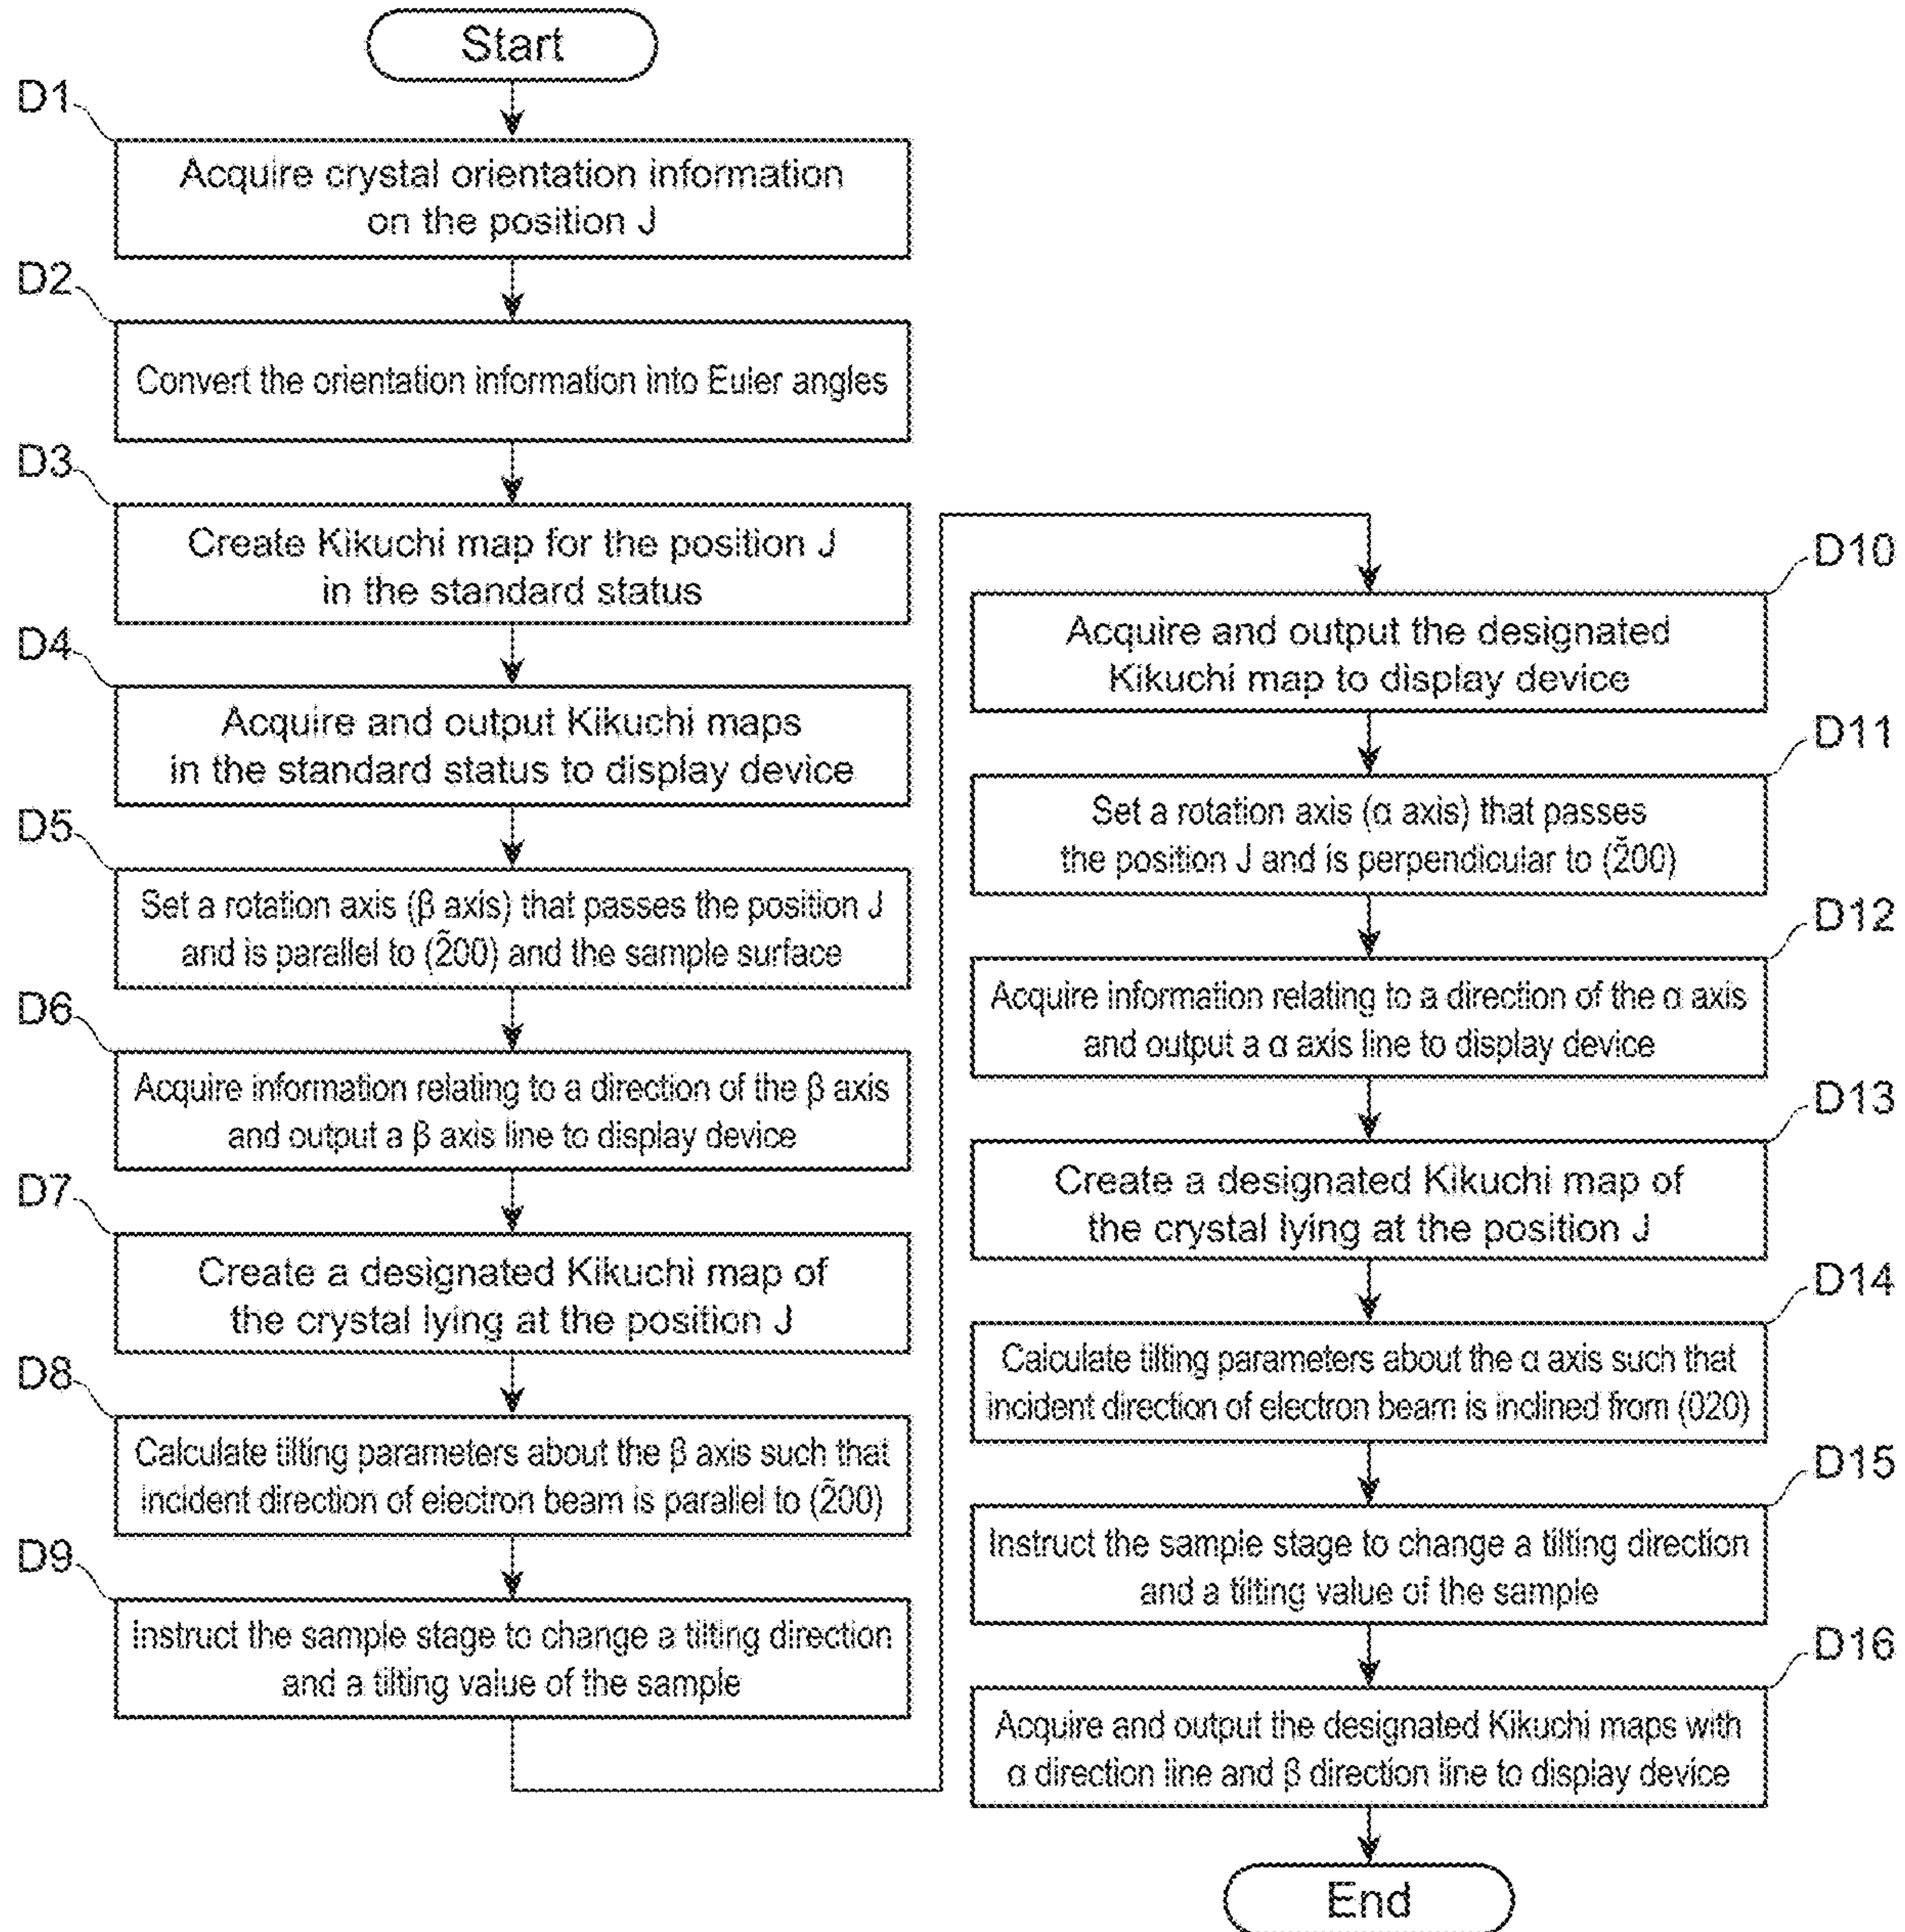 Start
D1
Acquire crystal orientation information
on the position J
D2
Convert the orientation information into Euler angles
D3
Create Kikuchi map for the position J
in the standard status
D4
Acquire and output Kikuchi maps
in the standard status to display device
D5
Set a rotation axis (β axis) that passes the position J
and is parallel to (2̃00) and the sample surface
D6
Acquire information relating to a direction of the β axis
and output a β axis line to display device
D7
Create a designated Kikuchi map of
the crystal lying at the position J
D8
Calculate tilting parameters about the β axis such that
incident direction of electron beam is parallel to (2̃00)
D9
Instruct the sample stage to change a tilting direction
and a tilting value of the sample
D10
Acquire and output the designated
Kikuchi map to display device
D11
Set a rotation axis (α axis) that passes
the position J and is perpendicular to (2̃00)
D12
Acquire information relating to a direction of the α axis
and output a α axis line to display device
D13
Create a designated Kikuchi map of
the crystal lying at the position J
D14
Calculate tilting parameters about the α axis such that
incident direction of electron beam is inclined from (020)
D15
Instruct the sample stage to change a tilting direction
and a tilting value of the sample
D16
Acquire and output the designated Kikuchi maps with
α direction line and β direction line to display device
End